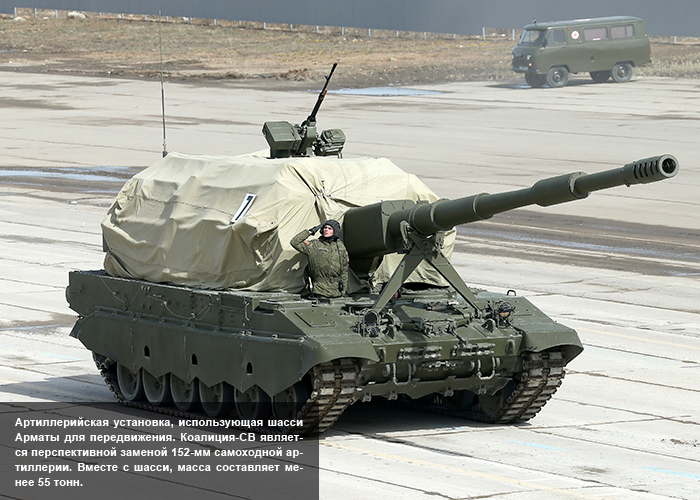 1
Артиллерийская установка, использующая шасси
Арматы для передвижения. Коалиция-СВ являет-
ся перспективной заменой 152-мм самоходной ар-
тиллерии. Вместе с шасси, масса составляет ме-
нее 55 тонн.